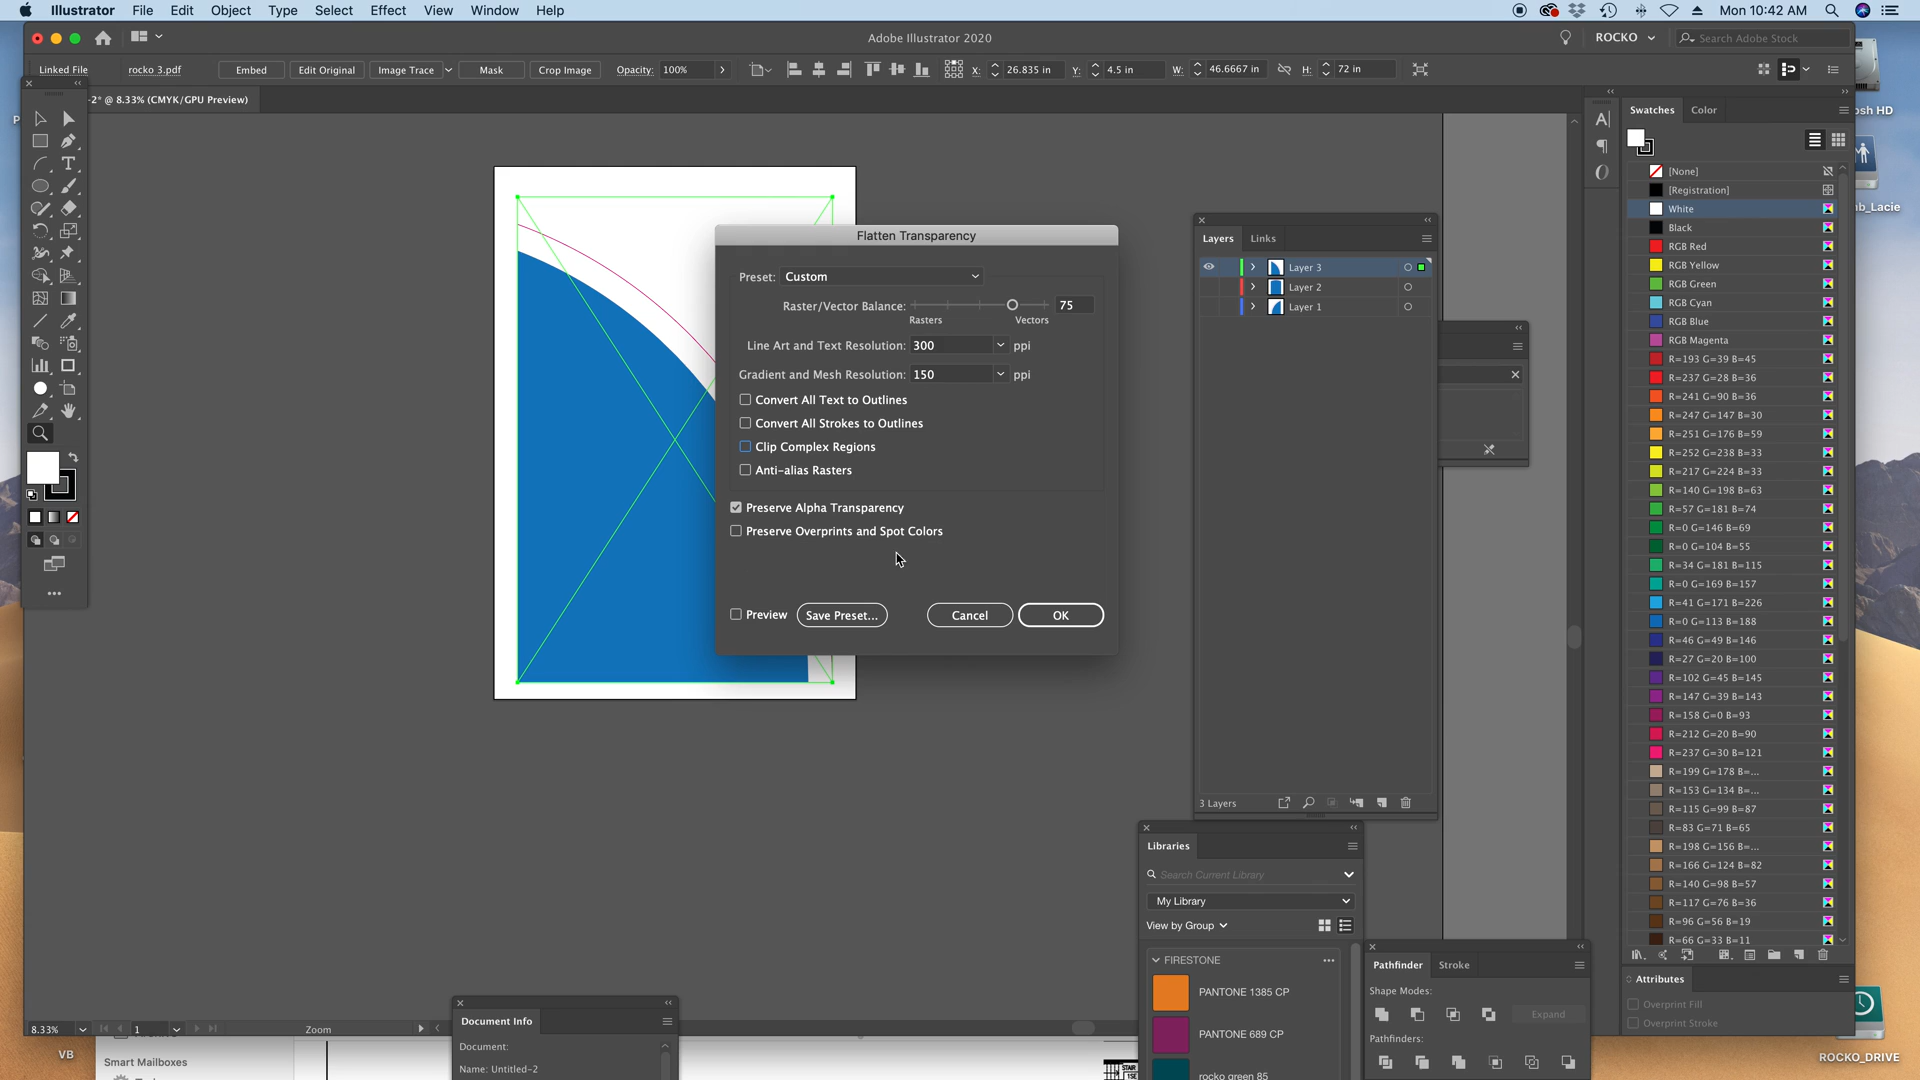 Illustrator File Edit Object Type Select Effect View Window Help Mon 10:42 AM
Adobe Illustrator 2020 ROCKO Search Adobe Stock
Linked File rocko 3.pdf Embed Edit Original Image Trace Mask Crop Image Opacity: 100% X: 26.835 in Y: 4.5 in W: 46.6667 in H: 72 in
-2* @ 8.33% (CMYK/GPU Preview)
Flatten Transparency
Preset: Custom
Raster/Vector Balance: 75
Rasters Vectors
Line Art and Text Resolution: 300 ppi
Gradient and Mesh Resolution: 150 ppi
Convert All Text to Outlines
Convert All Strokes to Outlines
Clip Complex Regions
Anti-alias Rasters
Preserve Alpha Transparency
Preserve Overprints and Spot Colors
Preview Save Preset... Cancel OK
Layers Links
Layer 3
Layer 2
Layer 1
3 Layers
Libraries
Search Current Library
My Library
View by Group
FIRESTONE
PANTONE 1385 CP
PANTONE 689 CP
rocko green 85
Pathfinder Stroke
Shape Modes:
Expand
Pathfinders:
Swatches Color
[None]
[Registration]
White
Black
RGB Red
RGB Yellow
RGB Green
RGB Cyan
RGB Blue
RGB Magenta
R=193 G=39 B=45
R=237 G=28 B=36
R=241 G=90 B=36
R=247 G=147 B=30
R=251 G=176 B=59
R=252 G=238 B=33
R=217 G=224 B=33
R=140 G=198 B=63
R=57 G=181 B=74
R=0 G=146 B=69
R=0 G=104 B=55
R=34 G=181 B=115
R=0 G=169 B=157
R=41 G=171 B=226
R=0 G=113 B=188
R=46 G=49 B=146
R=27 G=20 B=100
R=102 G=45 B=145
R=147 G=39 B=143
R=158 G=0 B=93
R=212 G=20 B=90
R=237 G=30 B=121
R=199 G=178 B=...
R=153 G=134 B=...
R=115 G=99 B=87
R=83 G=71 B=65
R=198 G=156 B=...
R=166 G=124 B=82
R=140 G=98 B=57
R=117 G=76 B=36
R=96 G=56 B=19
R=66 G=33 B=11
Attributes
Overprint Fill
Overprint Stroke
osh HD
nb_Lacie
ROCKO_DRIVE
8.33% 1 Zoom
Document Info
Document:
Name: Untitled-2
VB
Smart Mailboxes